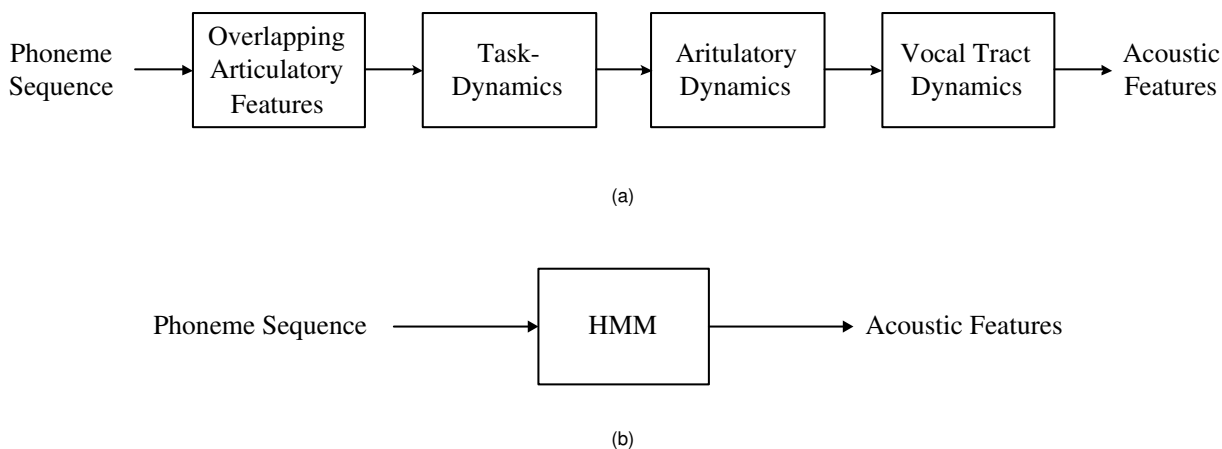 Phoneme
Sequence
Overlapping
Articulatory
Features
Task-
Dynamics
Aritulatory
Dynamics
Vocal Tract
Dynamics
Acoustic
Features
(a)
Phoneme Sequence
HMM
Acoustic Features
(b)